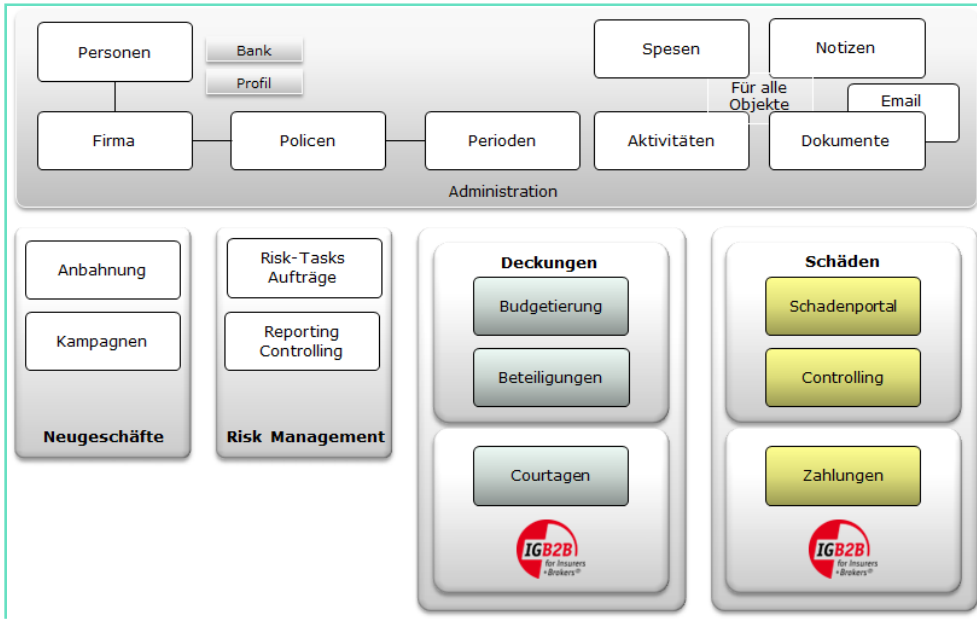 Personen
Bank
Profil
Spesen
Notizen
Für alle
Objekte
Email
Firma
Policen
Perioden
Aktivitäten
Dokumente
Administration
Anbahnung
Kampagnen
Neugeschäfte
Risk-Tasks
Aufträge
Reporting
Controlling
Risk Management
Deckungen
Budgetierung
Beteiligungen
Courtagen
IGB2B
for Insurers
+Brokers®
Schäden
Schadenportal
Controlling
Zahlungen
IGB2B
for Insurers
+Brokers®